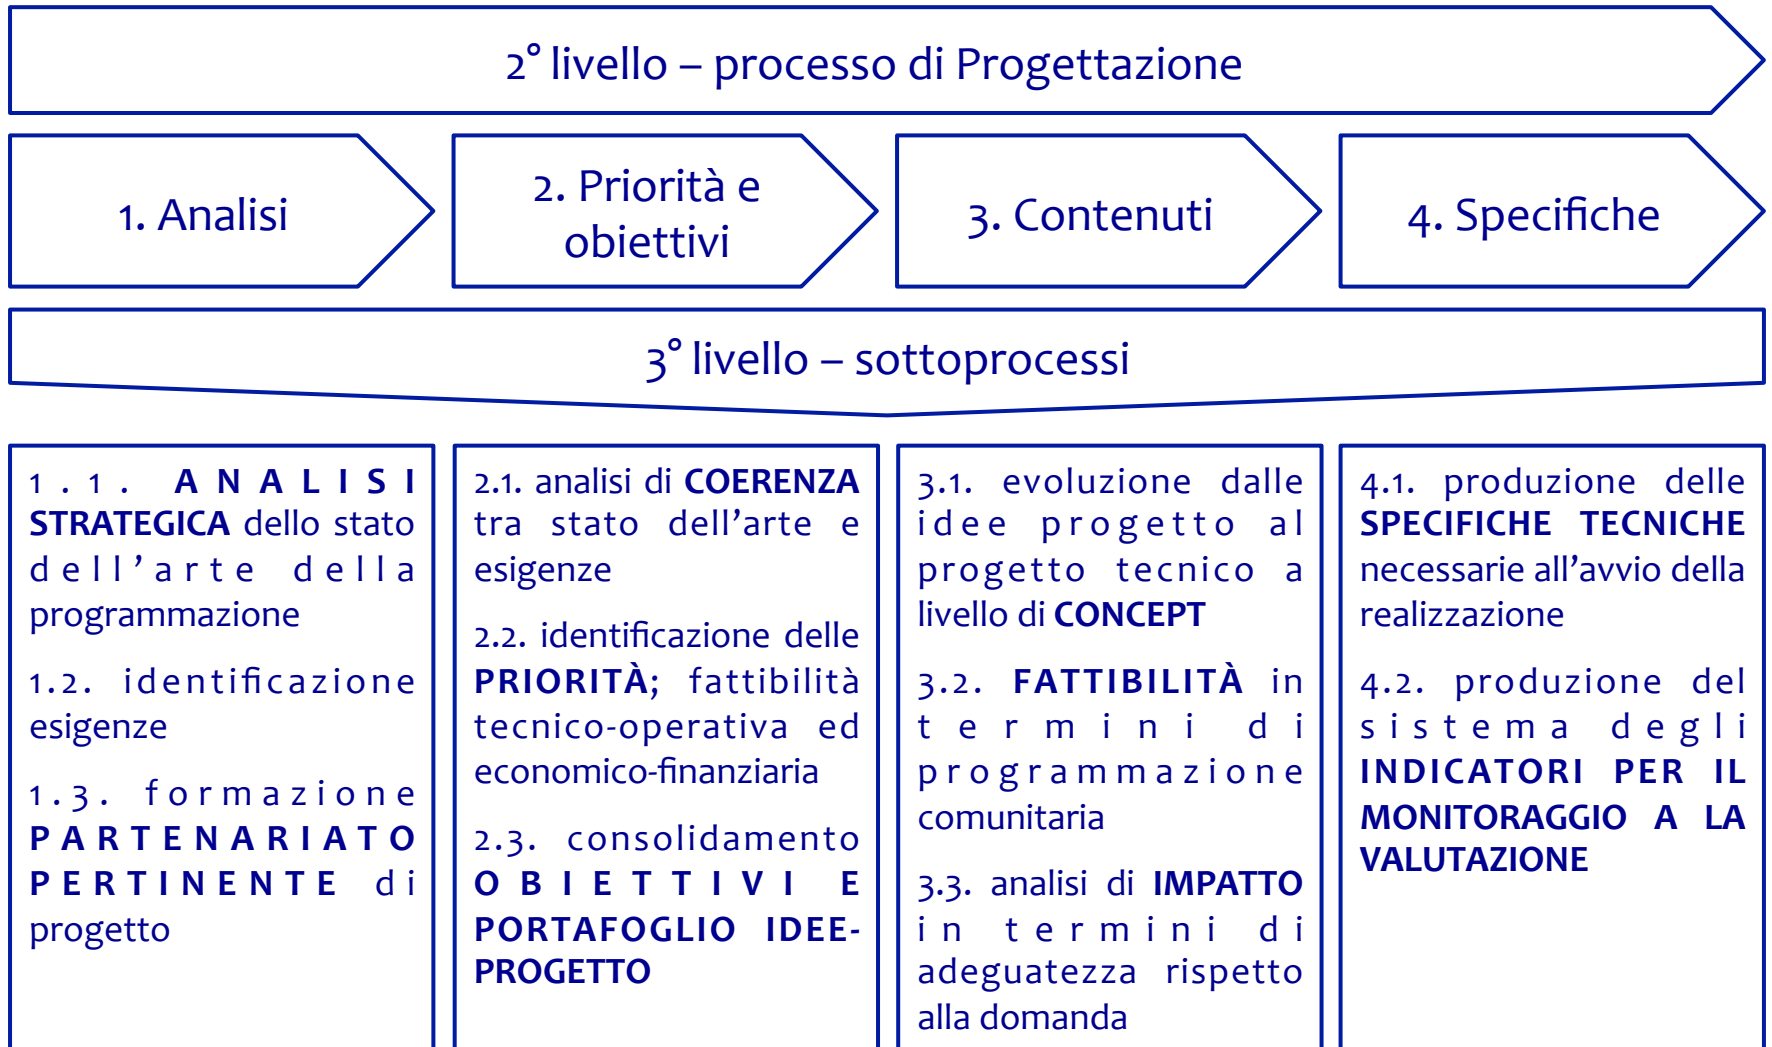 2° livello – processo di Progettazione
1. Analisi
2. Priorità e
obiettivi
3. Contenuti
4. Specifiche
3° livello – sottoprocessi
1.1. ANALISI
STRATEGICA dello stato
dell’arte della
programmazione
1.2. identificazione
esigenze
1.3. formazione
PARTENARIATO
PERTINENTE di
progetto
2.1. analisi di COERENZA
tra stato dell’arte e
esigenze
2.2. identificazione delle
PRIORITÀ; fattibilità
tecnico-operativa ed
economico-finanziaria
2.3. consolidamento
OBIETTIVI E
PORTAFOGLIO IDEE-
PROGETTO
3.1. evoluzione dalle
idee progetto al
progetto tecnico a
livello di CONCEPT
3.2. FATTIBILITÀ in
termini di
programmazione
comunitaria
3.3. analisi di IMPATTO
in termini di
adeguatezza rispetto
alla domanda
4.1. produzione delle
SPECIFICHE TECNICHE
necessarie all’avvio della
realizzazione
4.2. produzione del
sistema degli
INDICATORI PER IL
MONITORAGGIO A LA
VALUTAZIONE